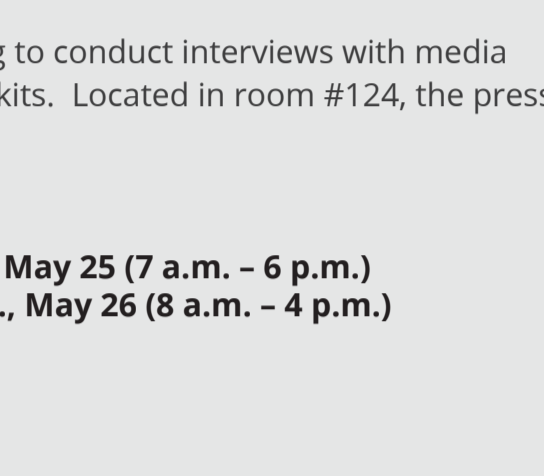 to conduct interviews with media
kits. Located in room #124, the press
May 25 (7 a.m. – 6 p.m.)
., May 26 (8 a.m. – 4 p.m.)